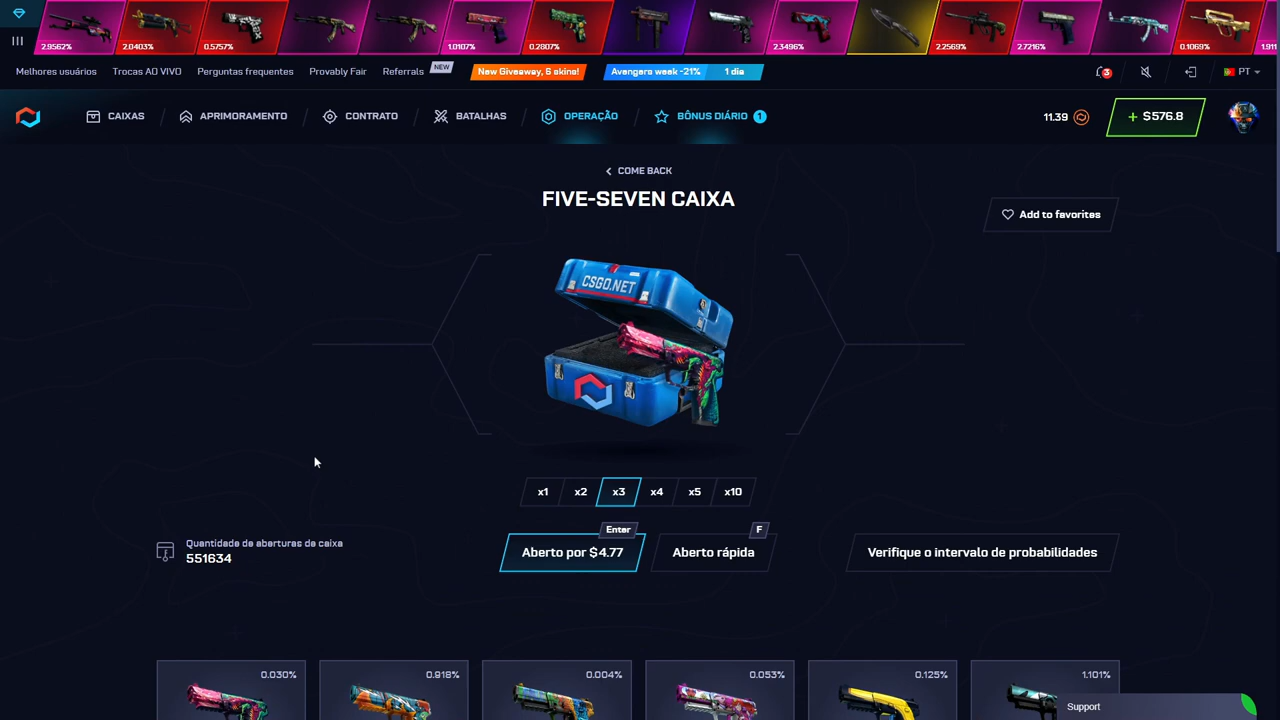 2.9562%
2.0403%
0.5757%
1.0107%
0.2807%
2.3496%
2.2569%
2.7216%
0.1069%
1.911
Melhores usuários
Trocas AO VIVO
Perguntas frequentes
Provably Fair
Referrals
NEW
New Giveaway, 6 skins!
Avengers week -21%
1 dia
3
PT
CAIXAS
APRIMORAMENTO
CONTRATO
BATALHAS
OPERAÇÃO
BÔNUS DIÁRIO 1
11.39
+ $576.8
COME BACK
FIVE-SEVEN CAIXA
Add to favorites
CSGO.NET
x1
x2
x3
x4
x5
x10
Enter
F
Quantidade de aberturas da caixa
551634
Aberto por $4.77
Aberto rápida
Verifique o intervalo de probabilidades
0.030%
0.918%
0.004%
0.053%
0.125%
1.101%
Support